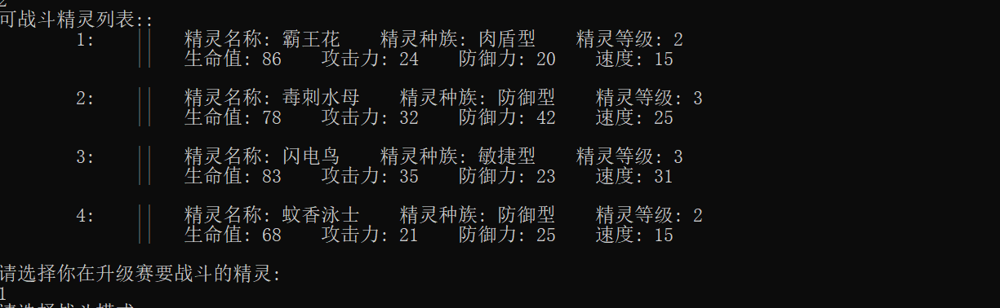 2
可战斗精灵列表::
1: || 精灵名称: 霸王花 精灵种族: 肉盾型 精灵等级: 2
|| 生命值: 86 攻击力: 24 防御力: 20 速度: 15
2: || 精灵名称: 毒刺水母 精灵种族: 防御型 精灵等级: 3
|| 生命值: 78 攻击力: 32 防御力: 42 速度: 25
3: || 精灵名称: 闪电鸟 精灵种族: 敏捷型 精灵等级: 3
|| 生命值: 83 攻击力: 35 防御力: 23 速度: 31
4: || 精灵名称: 蚊香泳士 精灵种族: 防御型 精灵等级: 2
|| 生命值: 68 攻击力: 21 防御力: 25 速度: 15
请选择你在升级赛要战斗的精灵:
1
请选择战斗模式